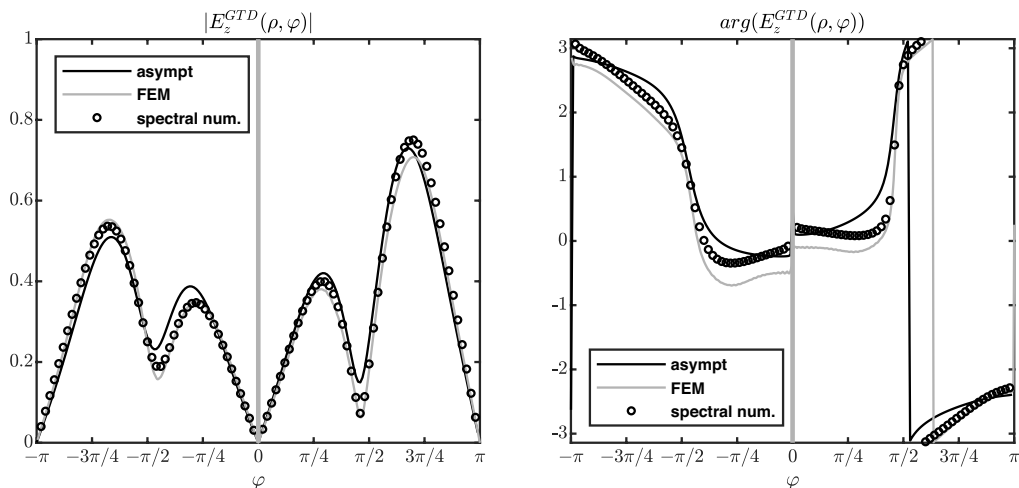 |E_z^{GTD}(ρ, φ)|
1
0.8
0.6
0.4
0.2
0
asympt
FEM
spectral num.
−π −3π/4 −π/2 −π/4 0 π/4 π/2 3π/4 π
φ
arg(E_z^{GTD}(ρ, φ))
3
2
1
0
-1
-2
-3
asympt
FEM
spectral num.
−π −3π/4 −π/2 −π/4 0 π/4 π/2 3π/4 π
φ